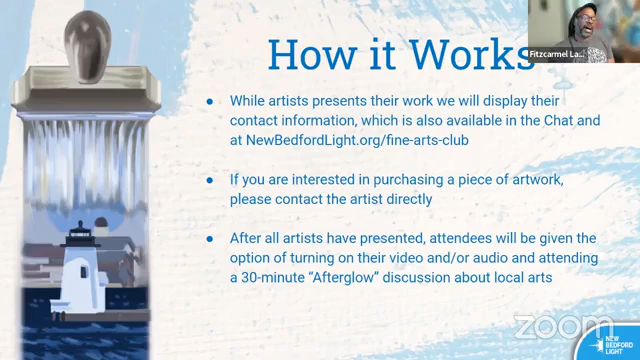 How it Works
Fitzcarmel La...
● While artists presents their work we will display their
contact information, which is also available in the Chat and
at NewBedfordLight.org/fine-arts-club
● If you are interested in purchasing a piece of artwork,
please contact the artist directly
● After all artists have presented, attendees will be given the
option of turning on their video and/or audio and attending
a 30-minute “Afterglow” discussion about local arts
zoom
NEW
BEDFORD
LIGHT